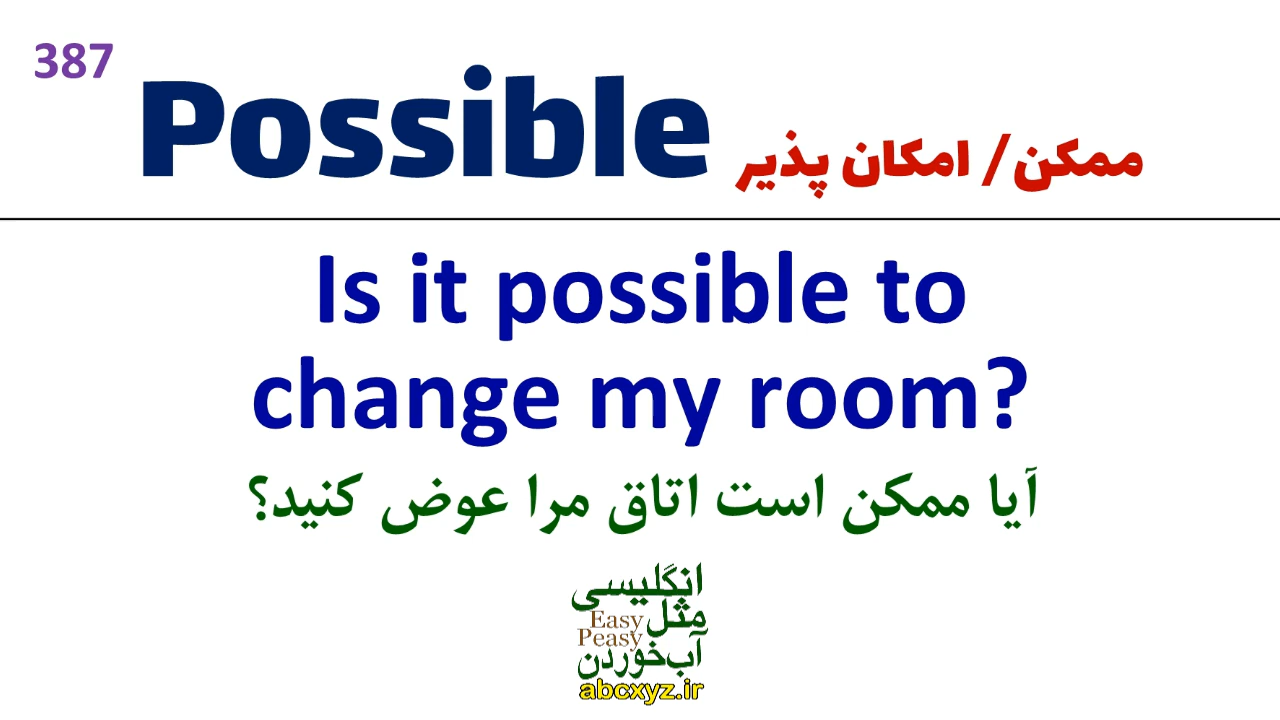 387
Possible ممکن/ امکان پذیر
Is it possible to
change my room?
آیا ممکن است اتاق مرا عوض کنید؟
انگلیسی
مثل Easy
Peasy
آب‌خوردن
abcxyz.ir